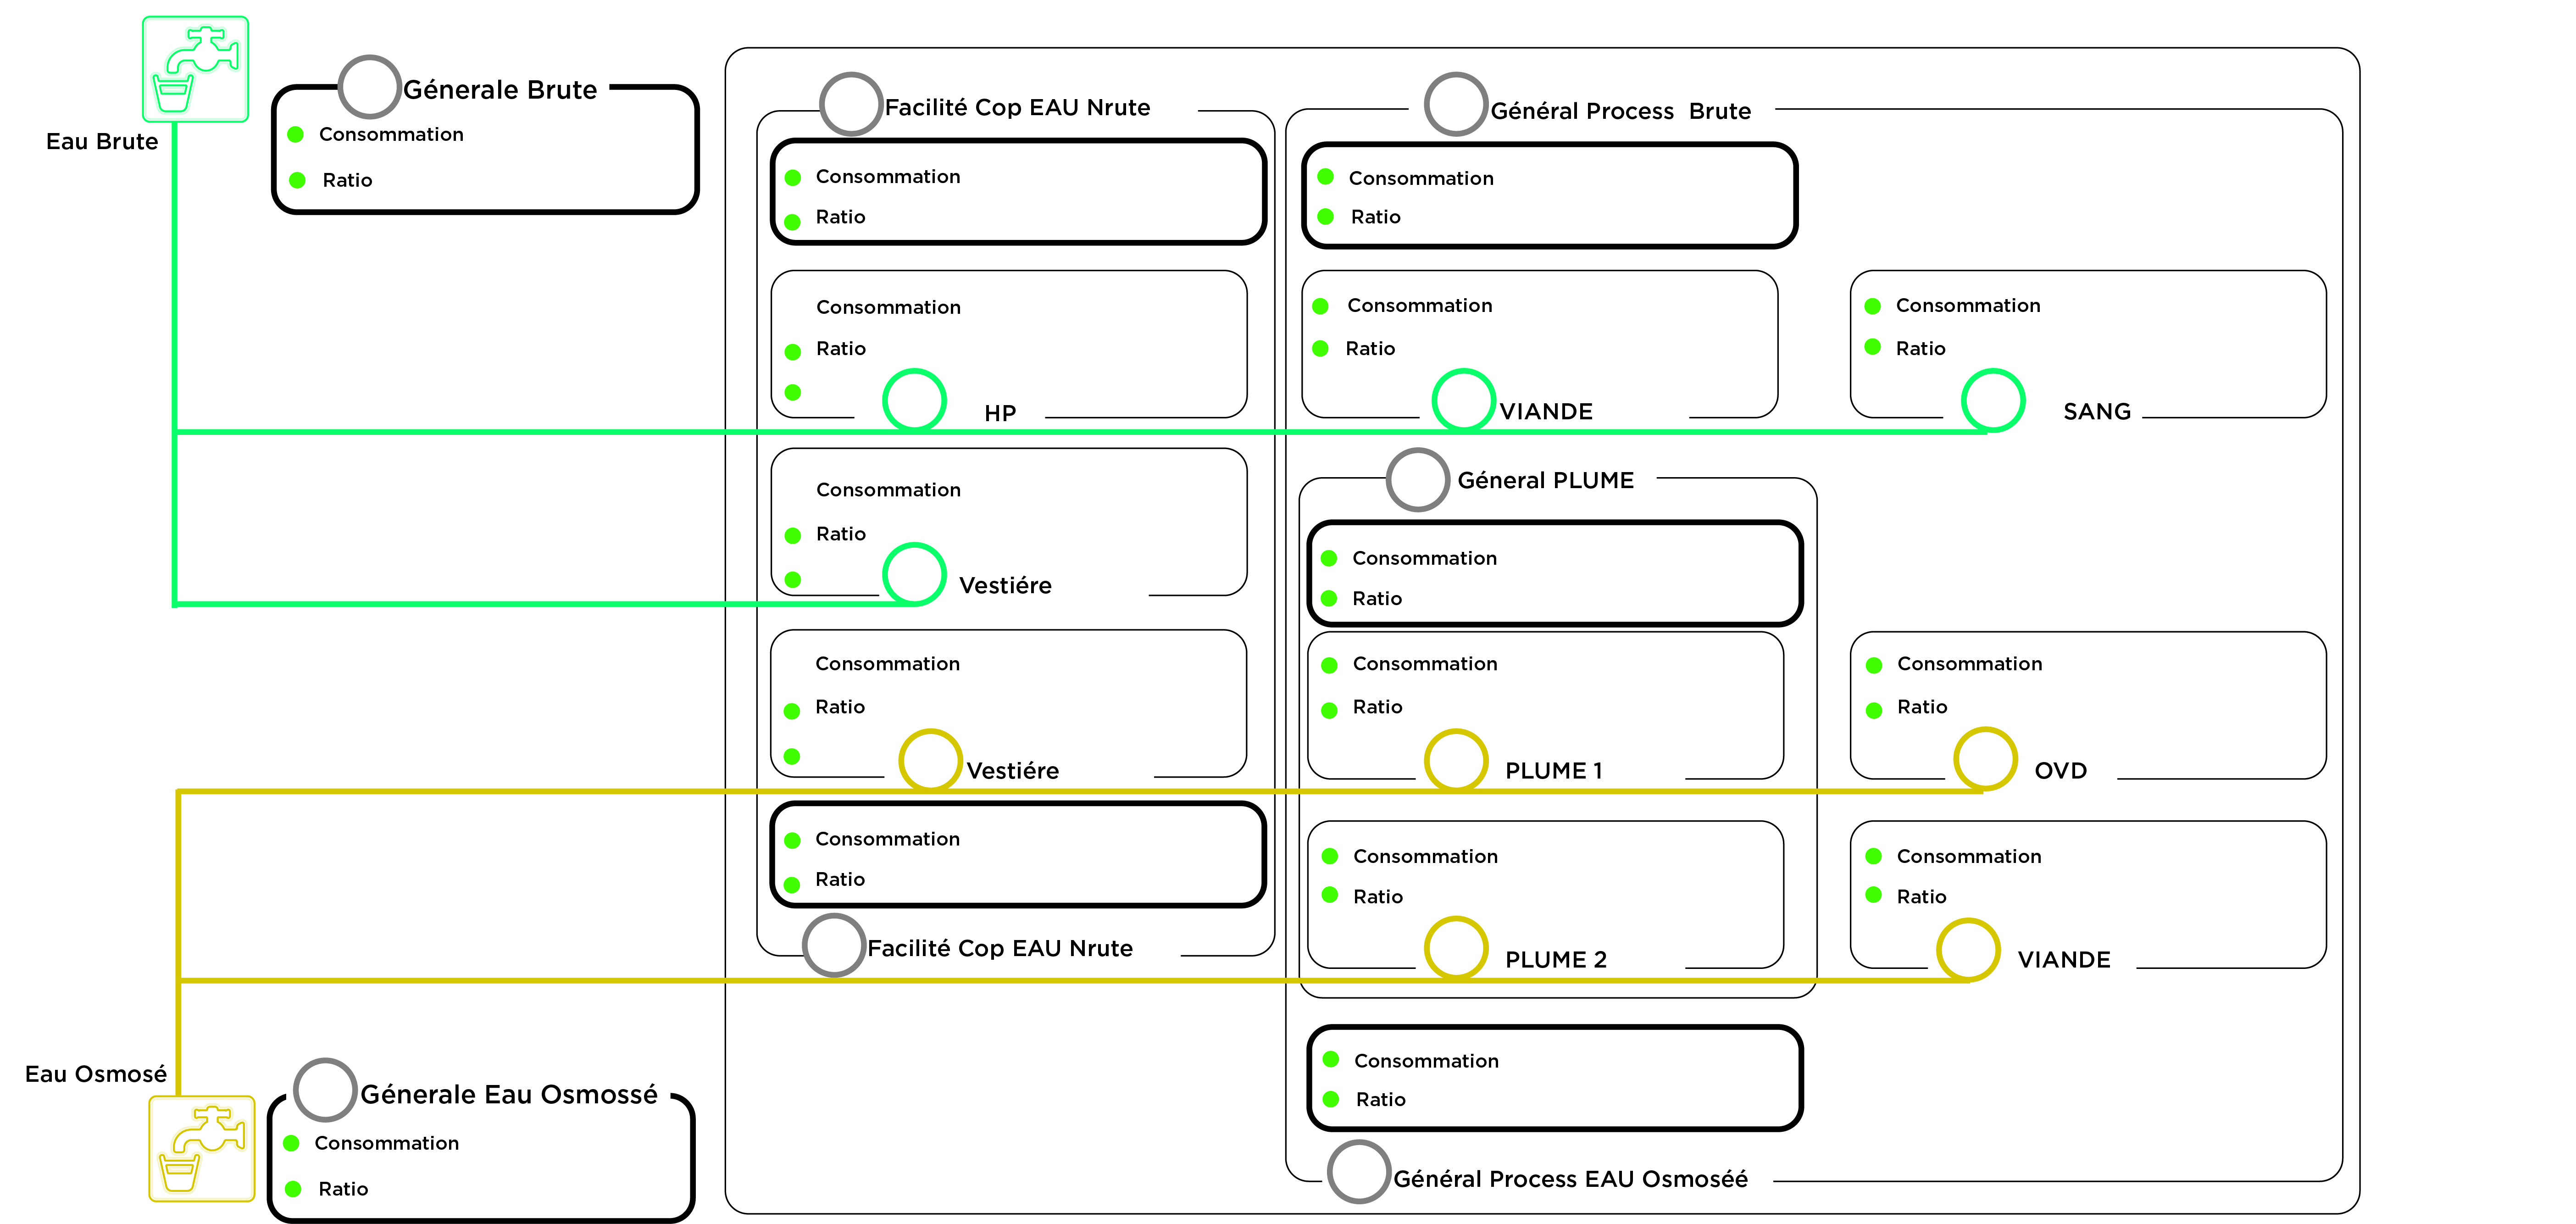 Eau Brute
Génerale Brute
Consommation
Ratio
Facilité Cop EAU Nrute
Consommation
Ratio
Consommation
Ratio
HP
Consommation
Ratio
Vestiére
Consommation
Ratio
Vestiére
Consommation
Ratio
Facilité Cop EAU Nrute
Général Process  Brute
Consommation
Ratio
Consommation
Ratio
VIANDE
Consommation
Ratio
SANG
Géneral PLUME
Consommation
Ratio
Consommation
Ratio
PLUME 1
Consommation
Ratio
OVD
Consommation
Ratio
PLUME 2
Consommation
Ratio
VIANDE
Consommation
Ratio
Général Process EAU Osmoséé
Eau Osmosé
Génerale Eau Osmossé
Consommation
Ratio